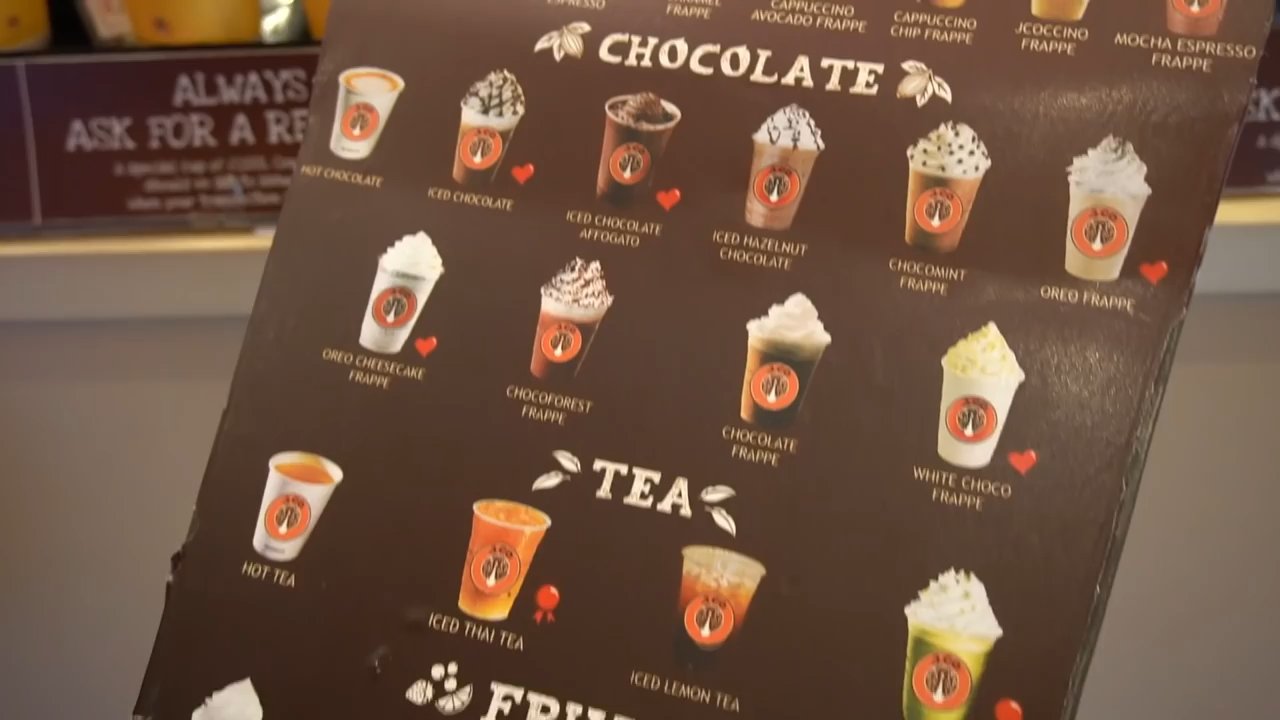 ESPRESSO
FRAPPE
CAPPUCCINO
AVOCADO FRAPPE
CAPPUCCINO
CHIP FRAPPE
JCOCCINO
FRAPPE
MOCHA ESPRESSO
FRAPPE
ALWAYS
ASK FOR A RE
CHOCOLATE
HOT CHOCOLATE
ICED CHOCOLATE
ICED CHOCOLATE
AFFOGATO
ICED HAZELNUT
CHOCOLATE
CHOCOMINT
FRAPPE
OREO FRAPPE
OREO CHEESECAKE
FRAPPE
CHOCOFOREST
FRAPPE
CHOCOLATE
FRAPPE
WHITE CHOCO
FRAPPE
TEA
HOT TEA
ICED THAI TEA
ICED LEMON TEA